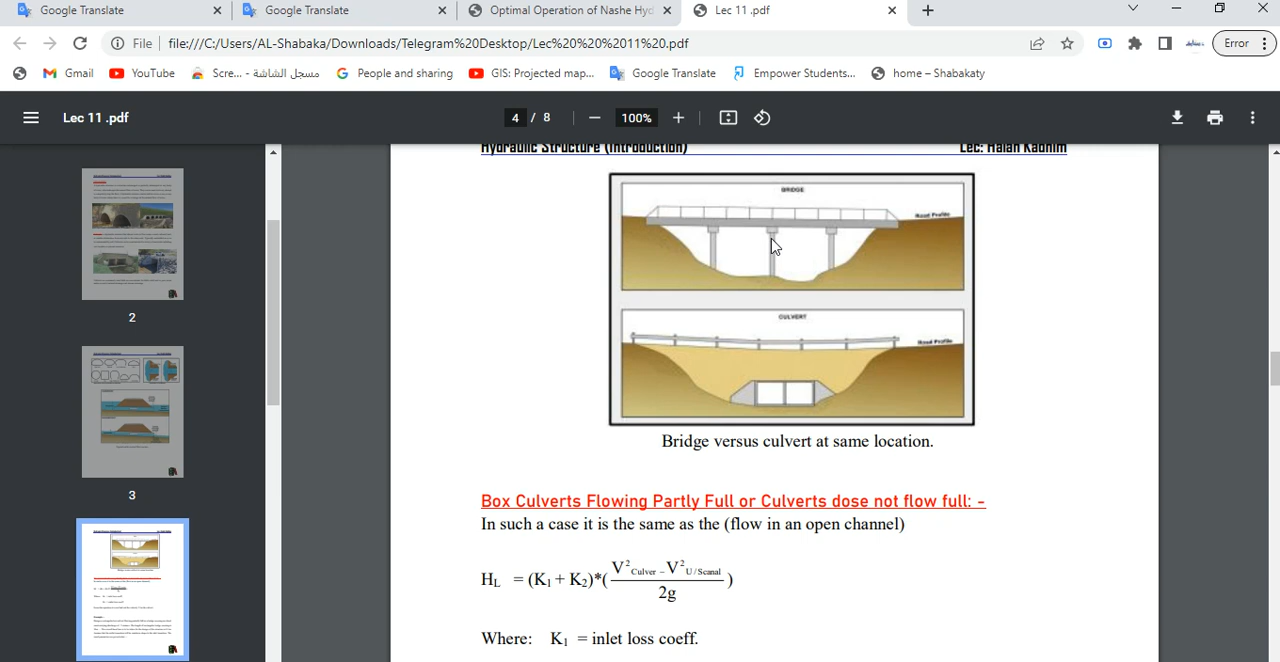 Google Translate
Google Translate
Optimal Operation of Nashe Hyd
Lec 11 .pdf
File
file:///C:/Users/AL-Shabaka/Downloads/Telegram%20Desktop/Lec%20%20%2011%20.pdf
Error
Gmail
YouTube
Scre... - مسجل الشاشة
People and sharing
GIS: Projected map...
Google Translate
Empower Students...
home – Shabakaty
Lec 11 .pdf
4 / 8
100%
2
3
Hydraulic Structure (Introduction)
BRIDGE
Road Profile
CULVERT
Road Profile
Bridge versus culvert at same location.
Box Culverts Flowing Partly Full or Culverts dose not flow full: -
In such a case it is the same as the (flow in an open channel)
HL = (K1 + K2)*( V²Culver – V²U/Scanal / 2g )
Where: K1 = inlet loss coeff.